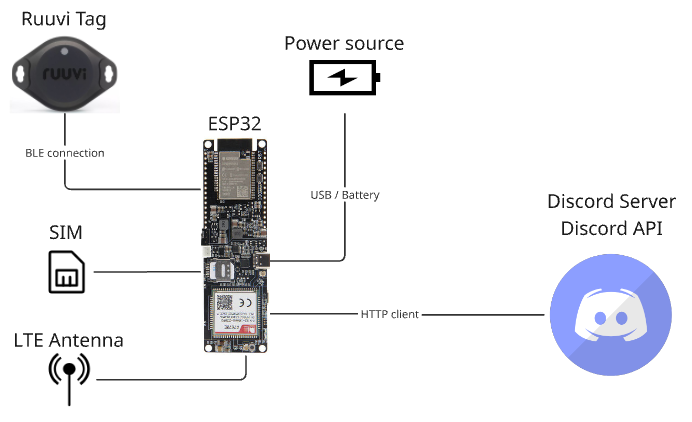 Ruuvi Tag
ruuvi
Power source
ESP32
BLE connection
USB / Battery
Discord Server
Discord API
SIM
HTTP client
LTE Antenna